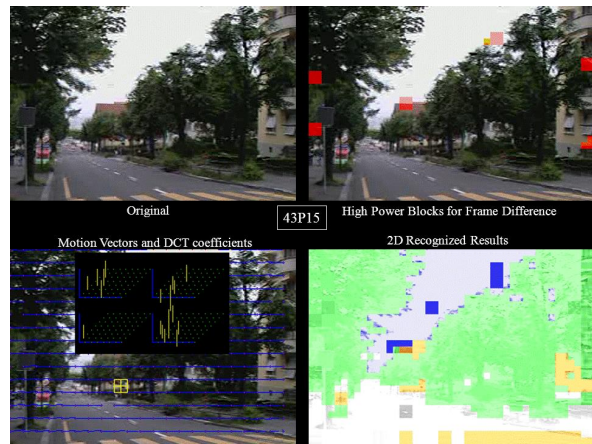 Original
43P15
High Power Blocks for Frame Difference
Motion Vectors and DCT coefficients
2D Recognized Results